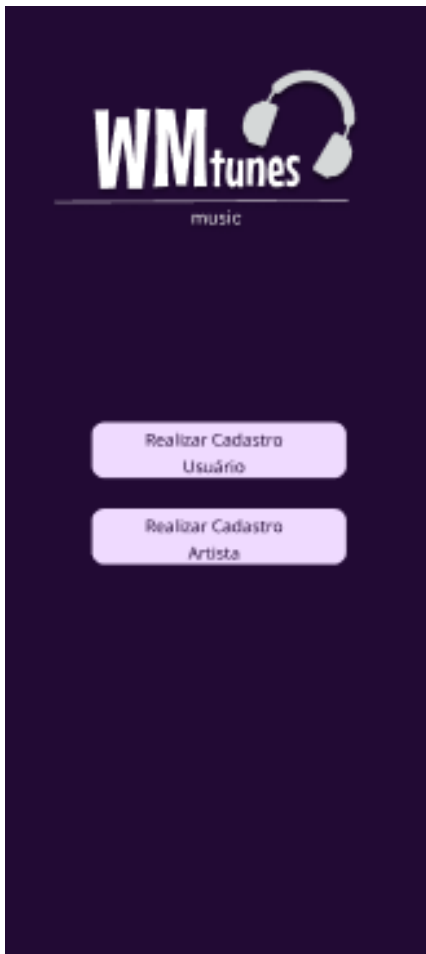 WMtunes
music
Realizar Cadastro
Usuário
Realizar Cadastro
Artista